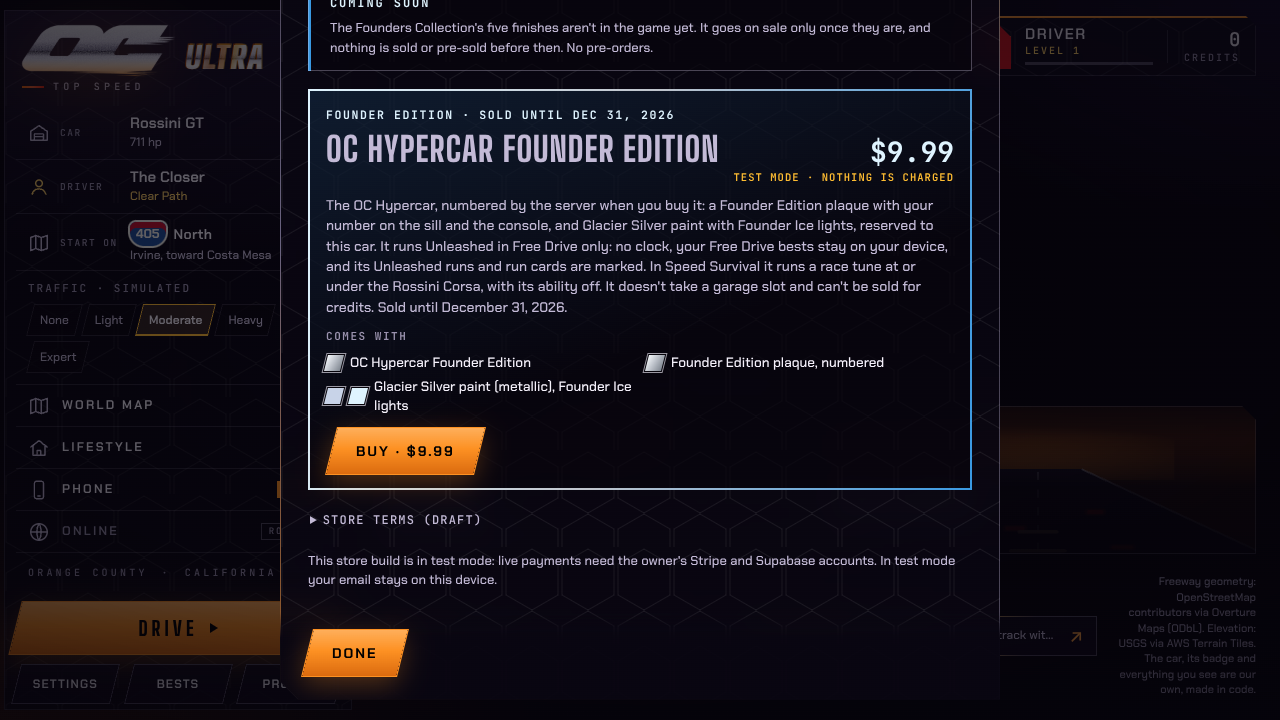 OC ULTRA
TOP SPEED
CAR
Rossini GT
711 hp
DRIVER
The Closer
Clear Path
START ON
405 North
Irvine, toward Costa Mesa
TRAFFIC · SIMULATED
None Light Moderate Heavy
Expert
WORLD MAP
LIFESTYLE
PHONE
ONLINE
ORANGE COUNTY · CALIFORNIA
DRIVE
SETTINGS BESTS
COMING SOON
The Founders Collection's five finishes aren't in the game yet. It goes on sale only once they are, and
nothing is sold or pre-sold before then. No pre-orders.
FOUNDER EDITION · SOLD UNTIL DEC 31, 2026
OC HYPERCAR FOUNDER EDITION
$9.99
TEST MODE · NOTHING IS CHARGED
The OC Hypercar, numbered by the server when you buy it: a Founder Edition plaque with your
number on the sill and the console, and Glacier Silver paint with Founder Ice lights, reserved to
this car. It runs Unleashed in Free Drive only: no clock, your Free Drive bests stay on your device,
and its Unleashed runs and run cards are marked. In Speed Survival it runs a race tune at or
under the Rossini Corsa, with its ability off. It doesn't take a garage slot and can't be sold for
credits. Sold until December 31, 2026.
COMES WITH
OC Hypercar Founder Edition
Founder Edition plaque, numbered
Glacier Silver paint (metallic), Founder Ice
lights
BUY · $9.99
STORE TERMS (DRAFT)
This store build is in test mode: live payments need the owner's Stripe and Supabase accounts. In test mode
your email stays on this device.
DONE
DRIVER
LEVEL 1
0
CREDITS
track wit...
Freeway geometry:
OpenStreetMap
contributors via Overture
Maps (ODbL). Elevation:
USGS via AWS Terrain Tiles.
The car, its badge and
everything you see are our
own, made in code.